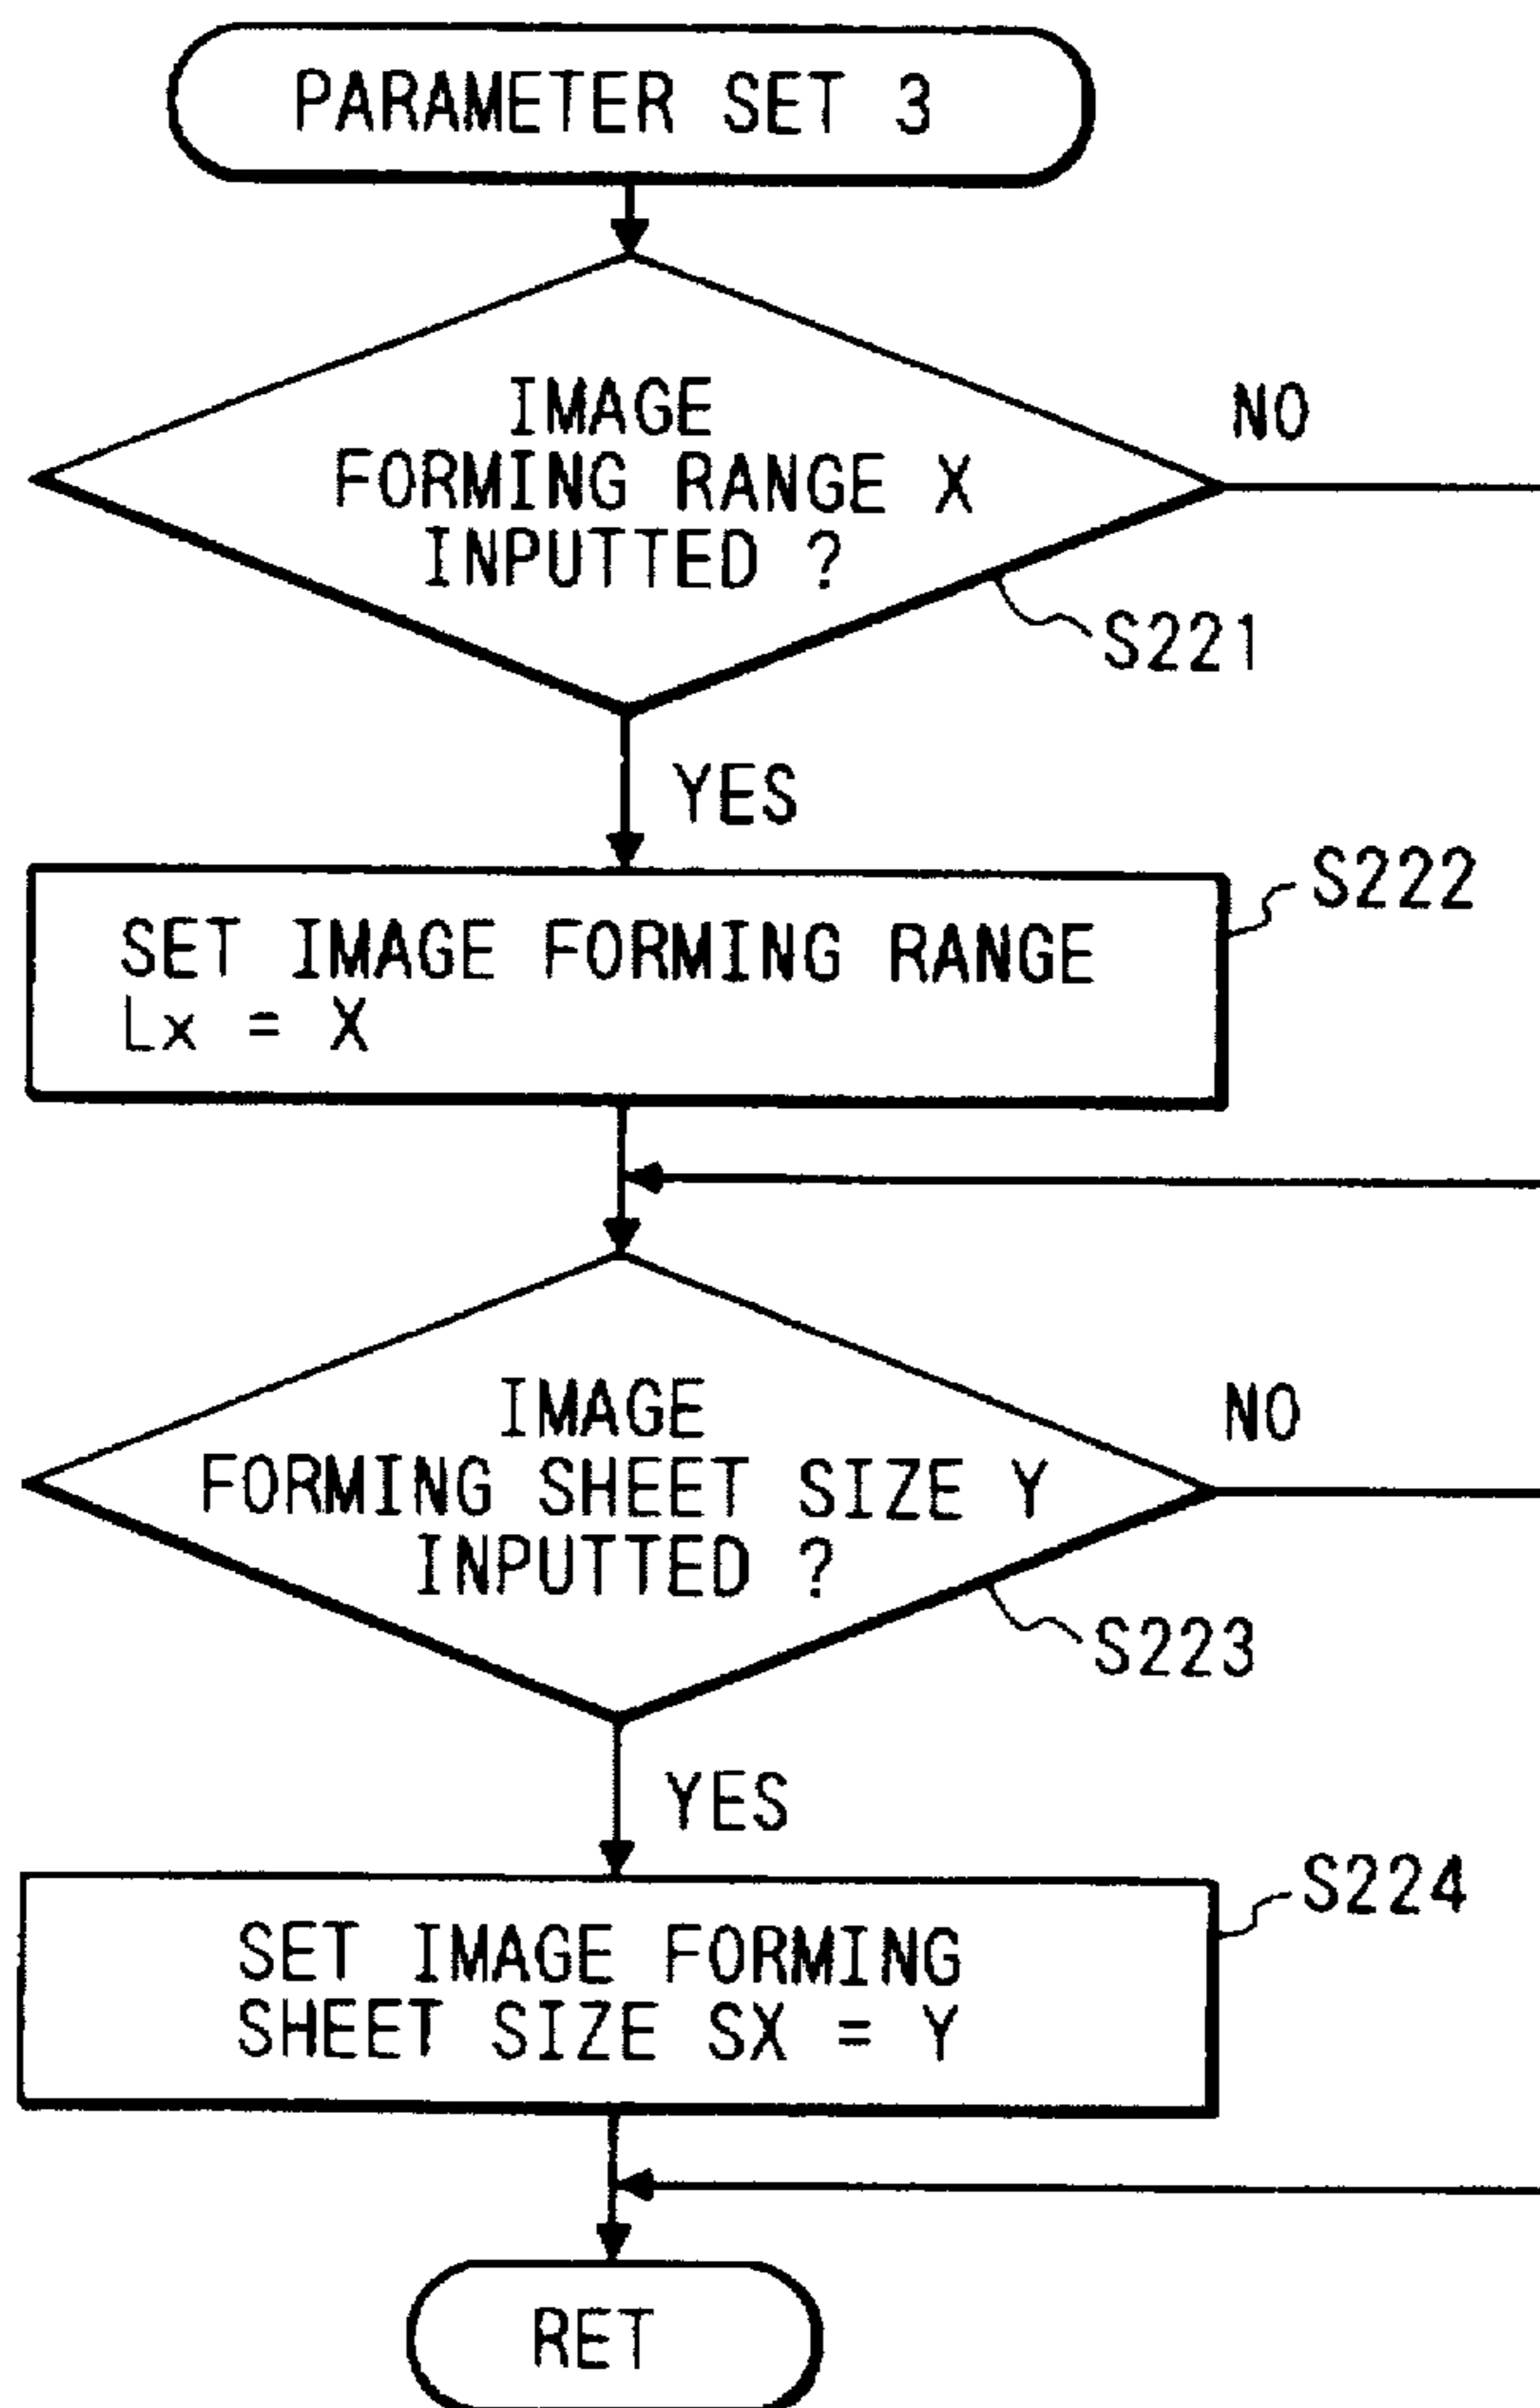 PARAMETER SET 3
IMAGE
FORMING RANGE X
INPUTTED ?
NO
S221
YES
S222
SET IMAGE FORMING RANGE
Lx = X
IMAGE
FORMING SHEET SIZE Y
INPUTTED ?
NO
S223
YES
S224
SET IMAGE FORMING
SHEET SIZE SX = Y
RET